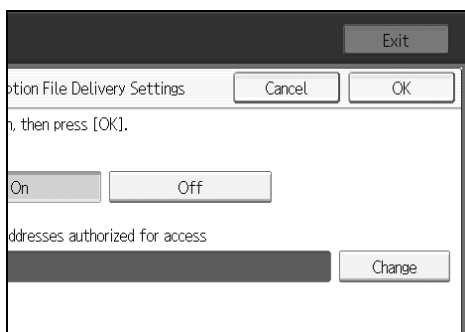 Exit
ption File Delivery Settings Cancel OK
n, then press [OK].
On Off
ddresses authorized for access
Change